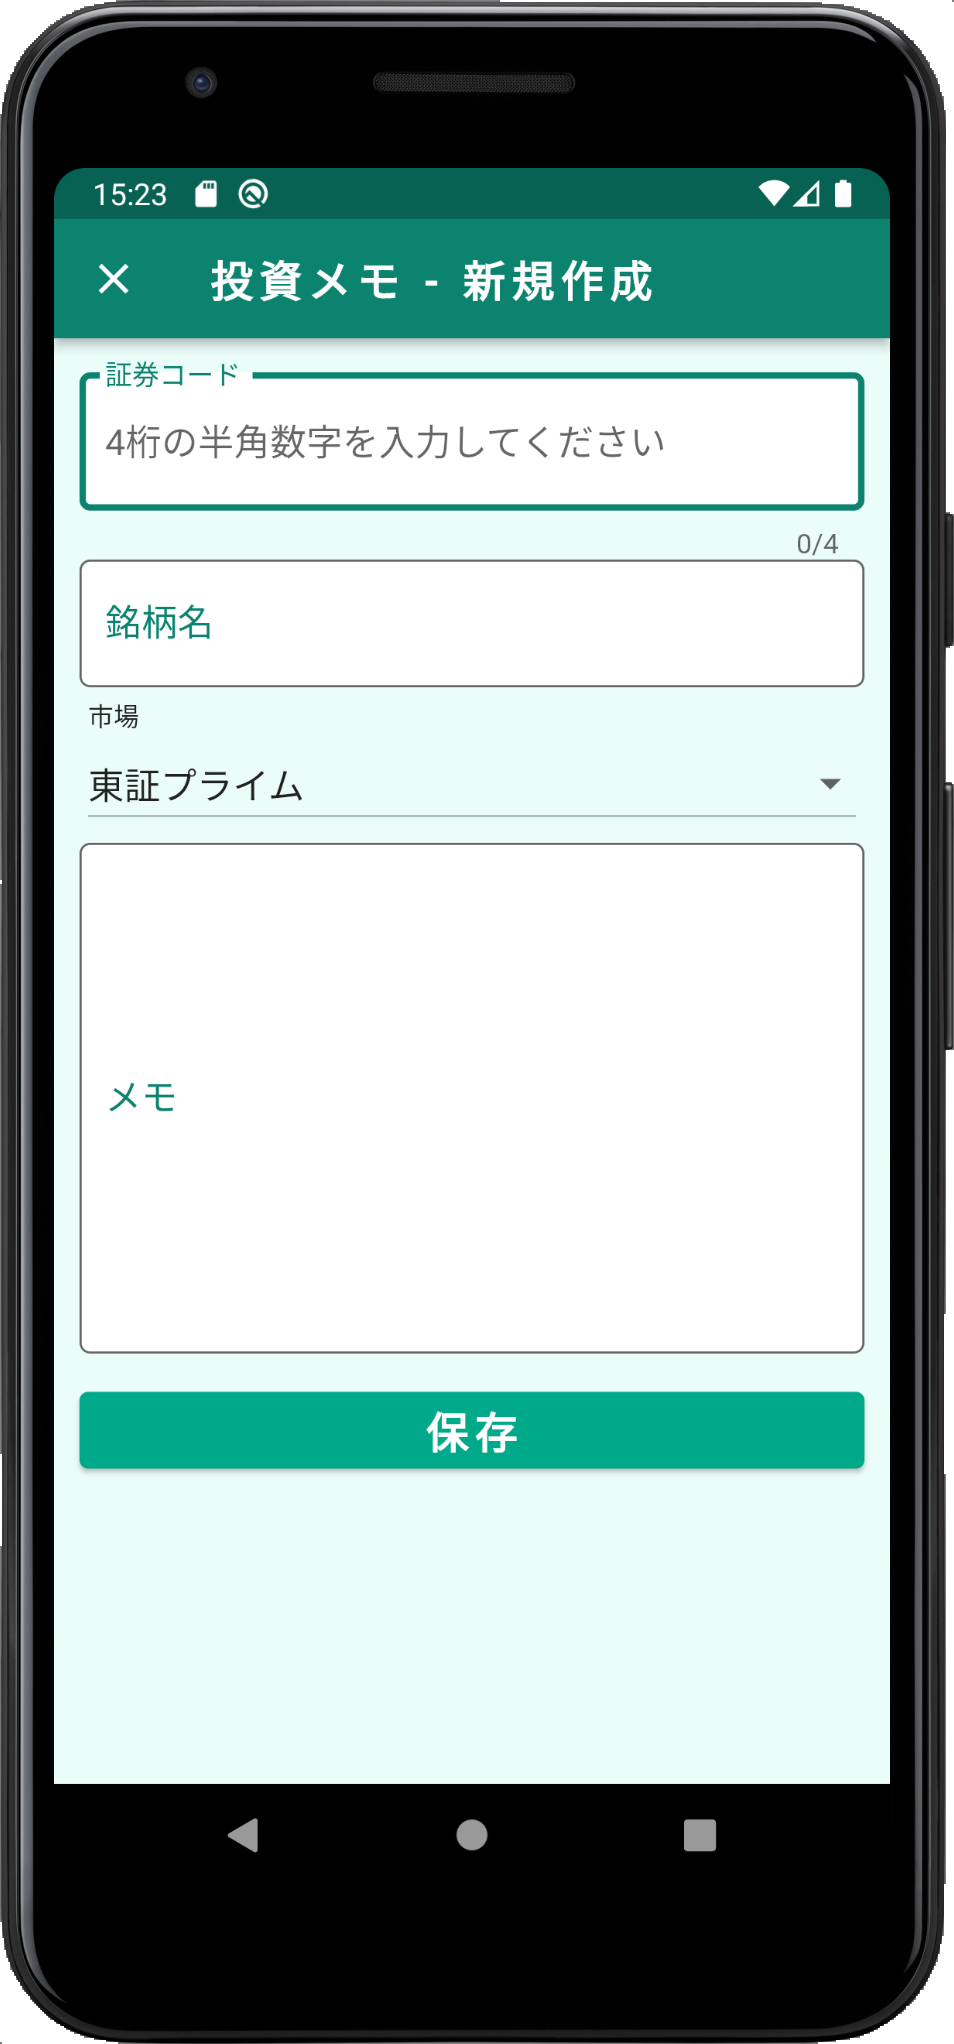 15:23
投資メモ - 新規作成
証券コード
4桁の半角数字を入力してください
0/4
銘柄名
市場
東証プライム
メモ
保存